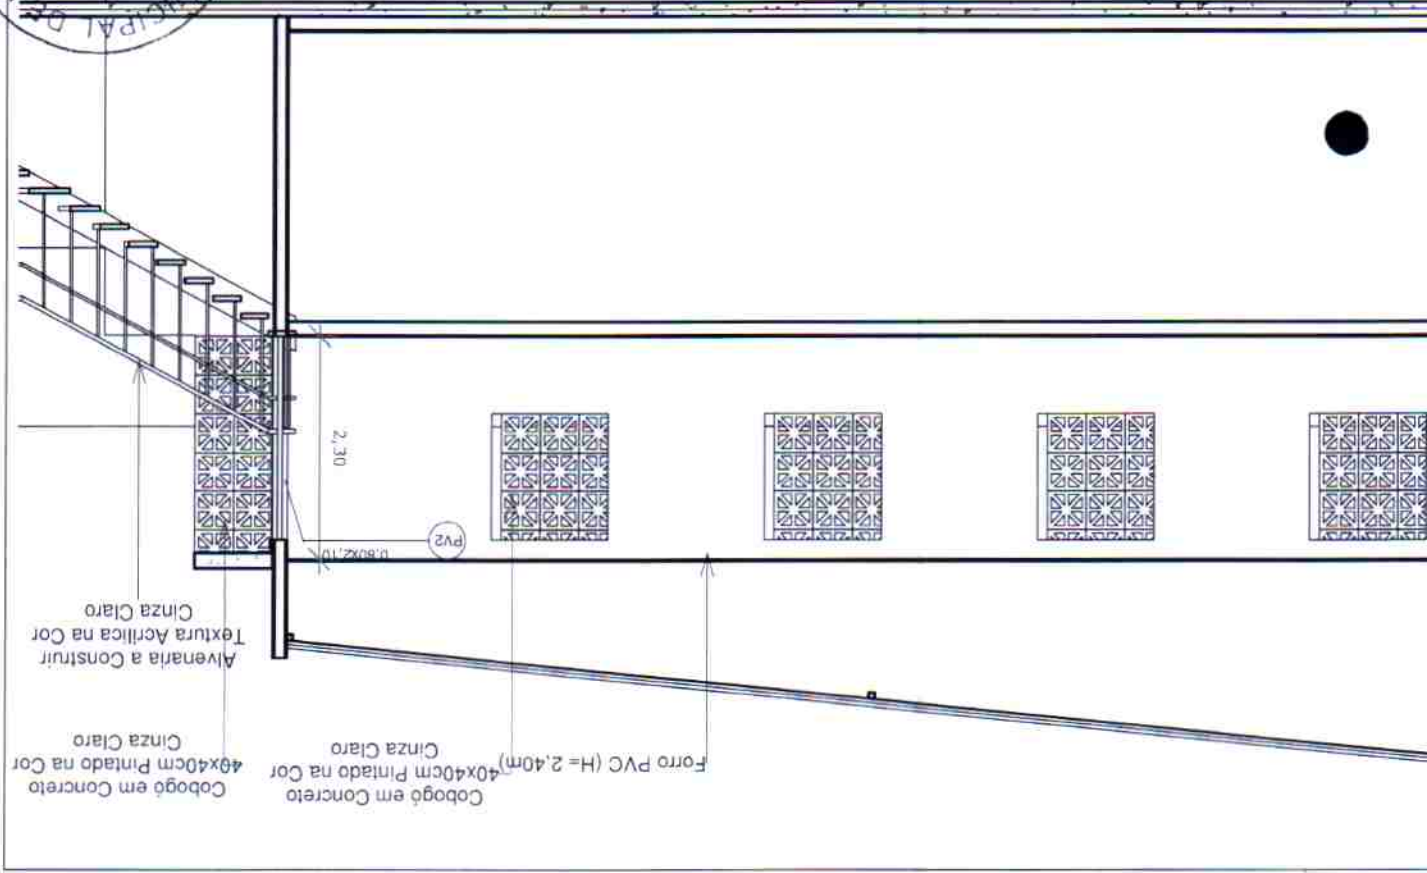 Forro PVC (H= 2,40m)
Cobogó em Concreto
40x40cm Pintado na Cor
Cinza Claro
Cobogó em Concreto
40x40cm Pintado na Cor
Cinza Claro
Alvenaria a Construir
Textura Acrílica na Cor
Cinza Claro
PV2
0.80x2,10
2,30